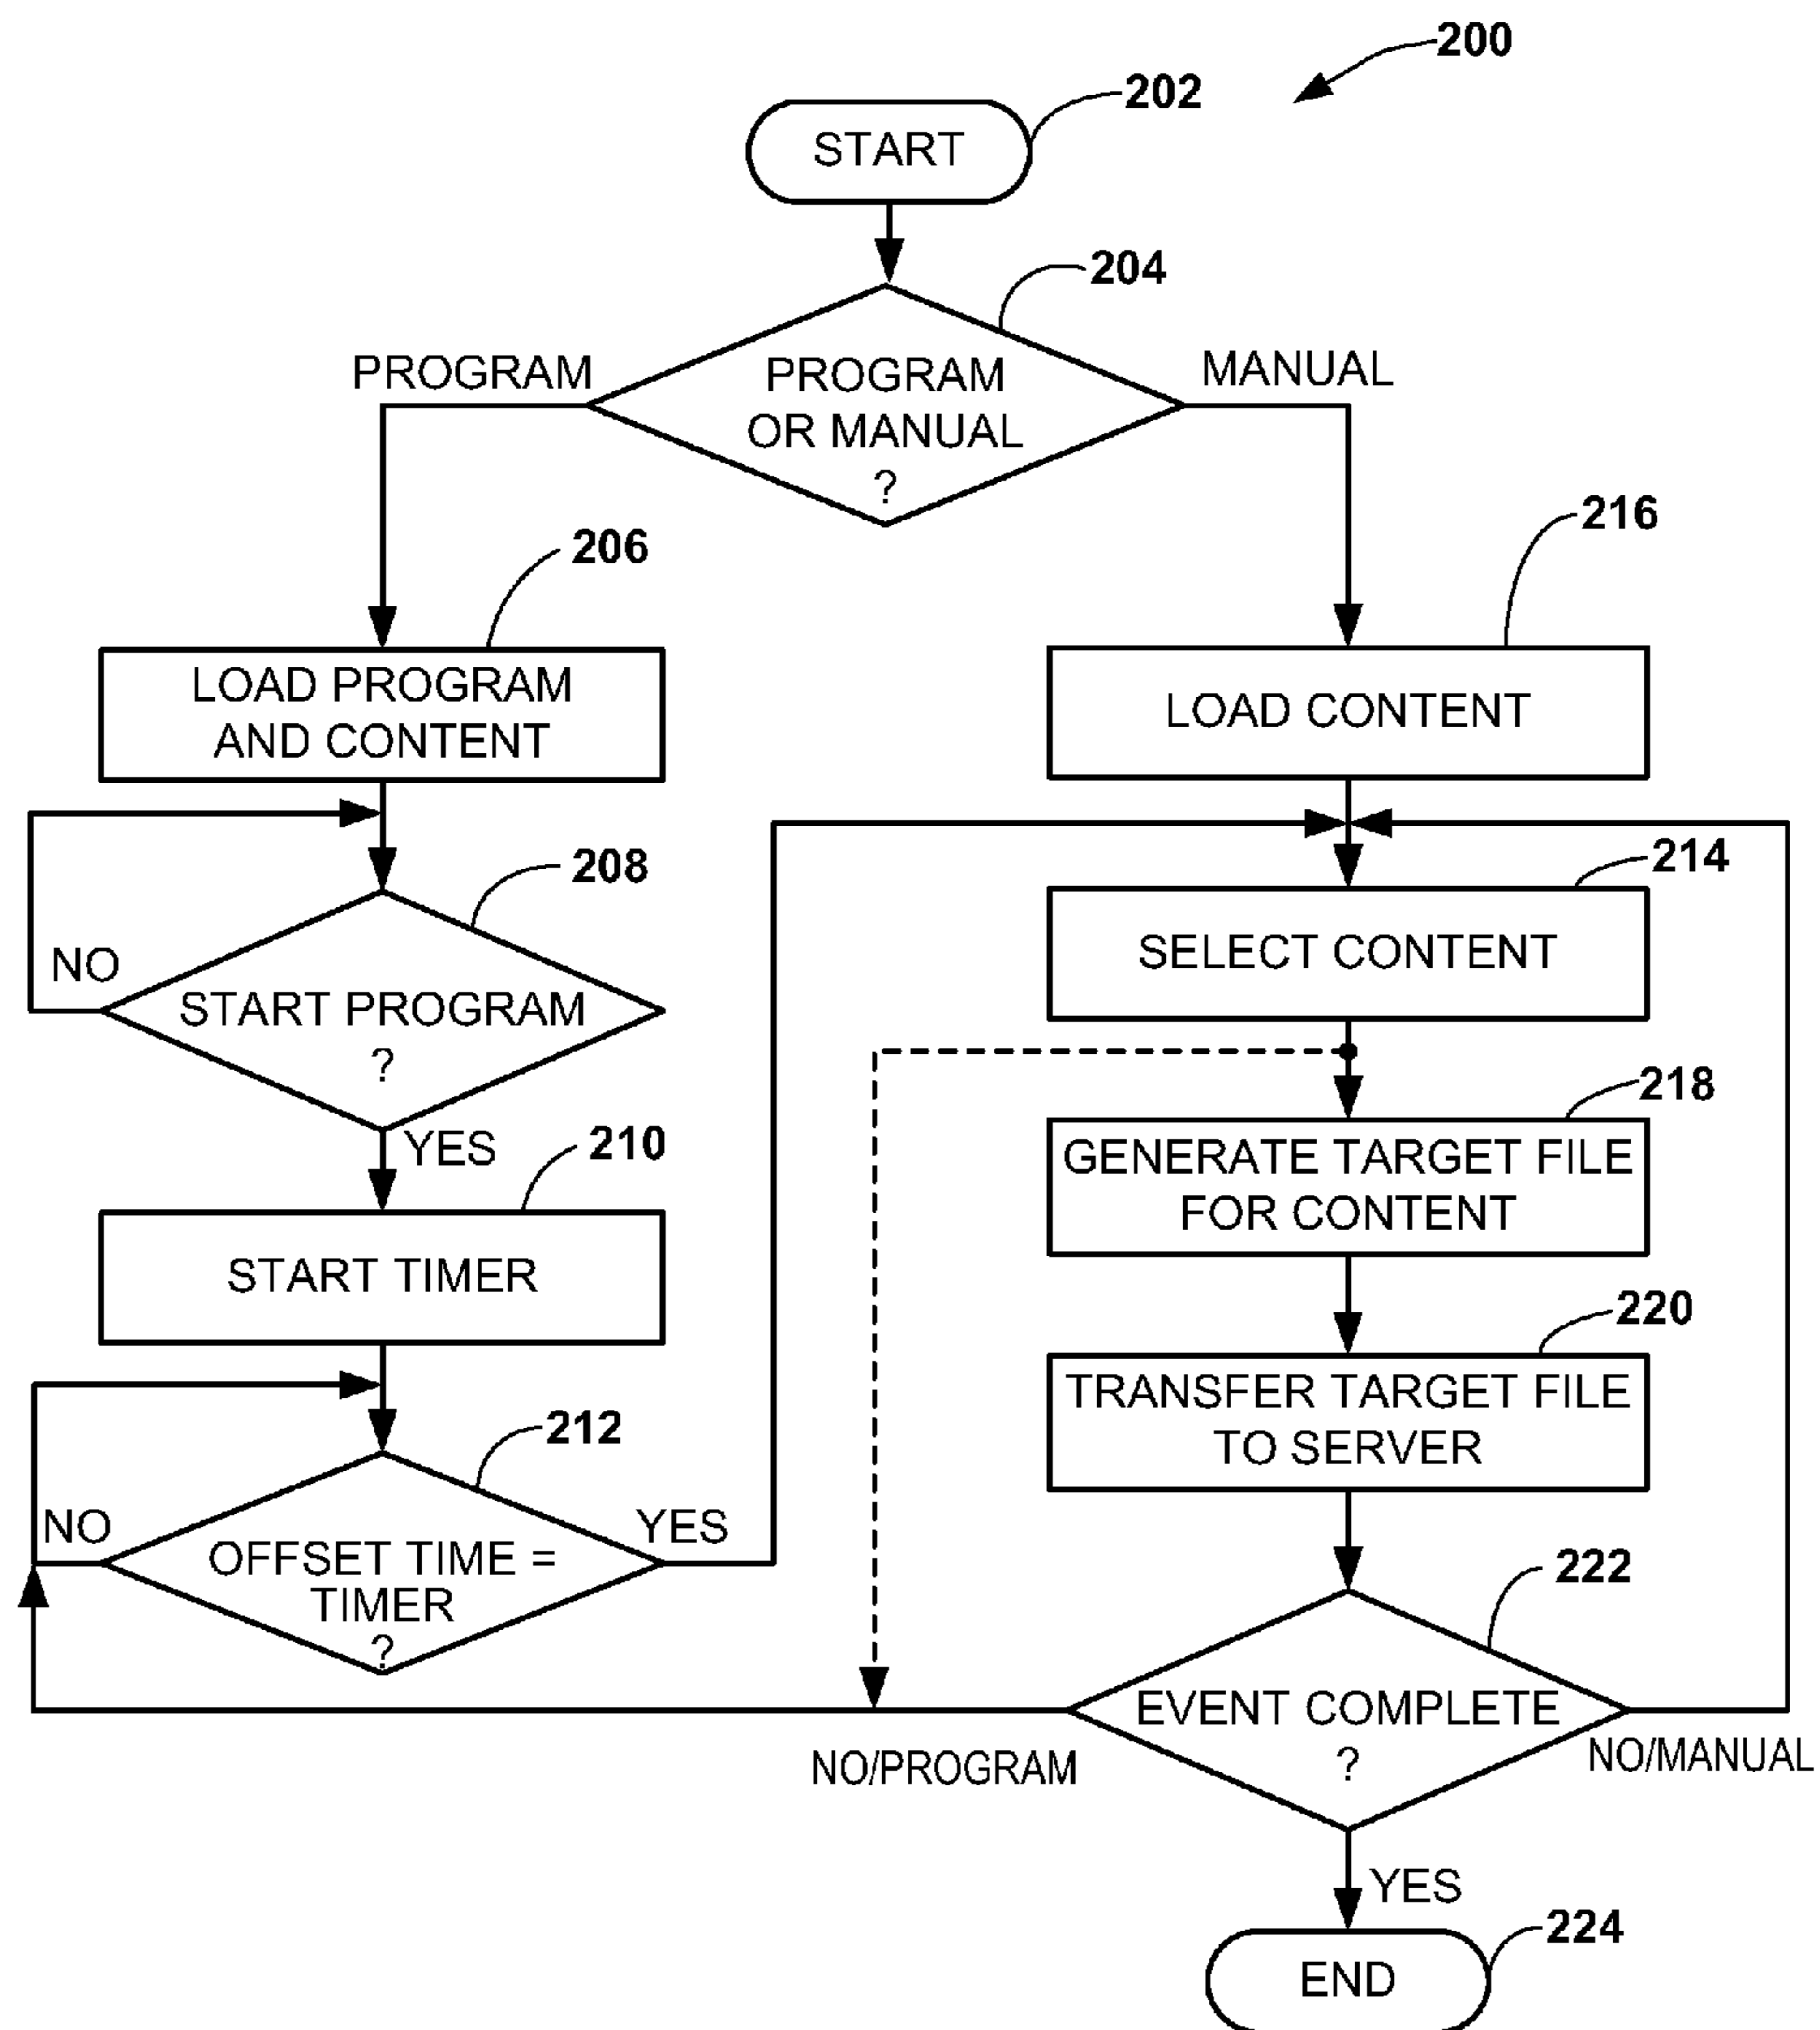 200
202
START
204
PROGRAM
MANUAL
PROGRAM
OR MANUAL
?
206
216
LOAD PROGRAM
AND CONTENT
LOAD CONTENT
208
214
NO
START PROGRAM
?
SELECT CONTENT
YES
210
218
GENERATE TARGET FILE
FOR CONTENT
START TIMER
220
TRANSFER TARGET FILE
TO SERVER
212
NO
YES
OFFSET TIME =
TIMER
?
222
EVENT COMPLETE
?
NO/PROGRAM
NO/MANUAL
YES
224
END